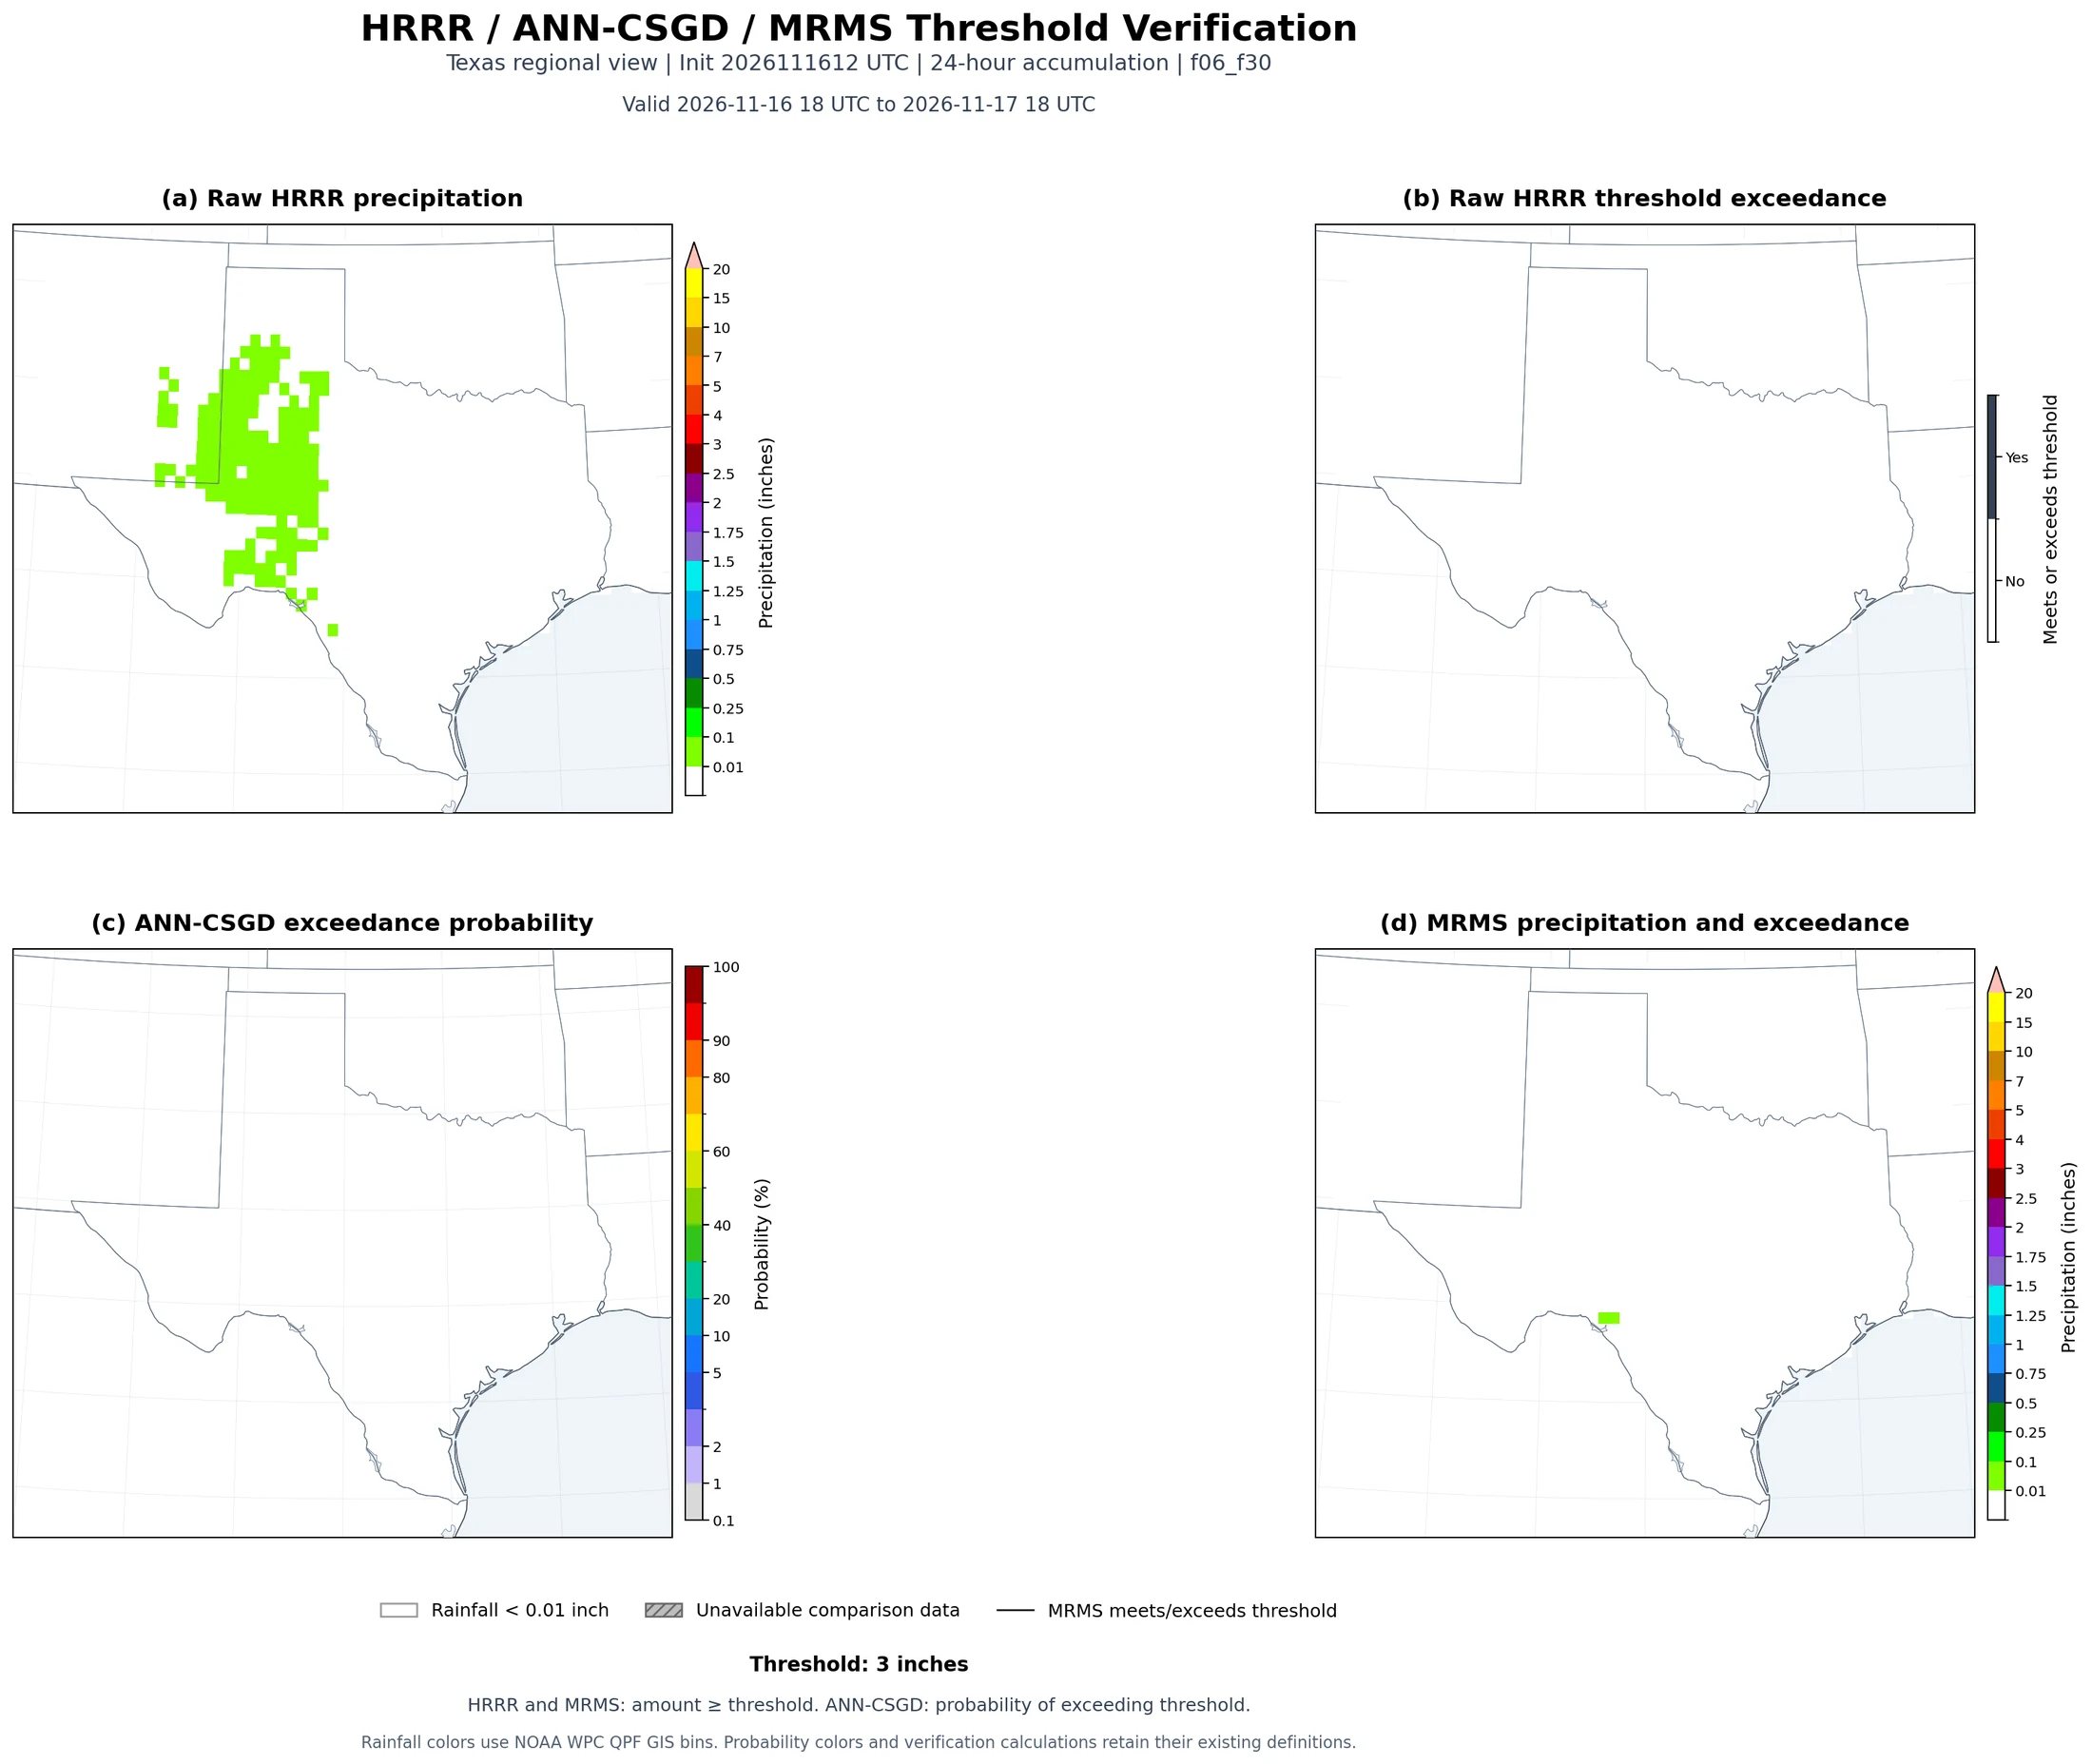 HRRR / ANN-CSGD / MRMS Threshold Verification
Texas regional view | Init 2026111612 UTC | 24-hour accumulation | f06_f30
Valid 2026-11-16 18 UTC to 2026-11-17 18 UTC
(a) Raw HRRR precipitation
20
15
10
7
5
4
3
2.5
2
1.75
1.5
1.25
1
0.75
0.5
0.25
0.1
0.01
Precipitation (inches)
(b) Raw HRRR threshold exceedance
Yes
No
Meets or exceeds threshold
(c) ANN-CSGD exceedance probability
100
90
80
60
40
20
10
5
2
1
0.1
Probability (%)
(d) MRMS precipitation and exceedance
20
15
10
7
5
4
3
2.5
2
1.75
1.5
1.25
1
0.75
0.5
0.25
0.1
0.01
Precipitation (inches)
Rainfall < 0.01 inch
Unavailable comparison data
MRMS meets/exceeds threshold
Threshold: 3 inches
HRRR and MRMS: amount ≥ threshold. ANN-CSGD: probability of exceeding threshold.
Rainfall colors use NOAA WPC QPF GIS bins. Probability colors and verification calculations retain their existing definitions.